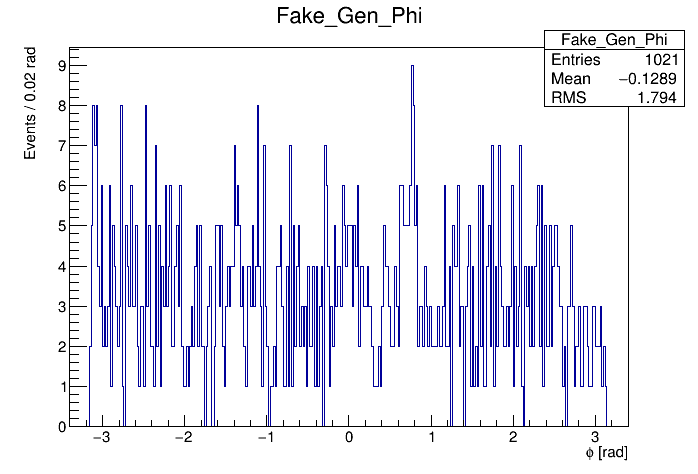 Fake_Gen_Phi
Fake_Gen_Phi
Entries 1021
Mean −0.1289
RMS 1.794
Events / 0.02 rad
9
8
7
6
5
4
3
2
1
0
−3 −2 −1 0 1 2 3
ϕ [rad]